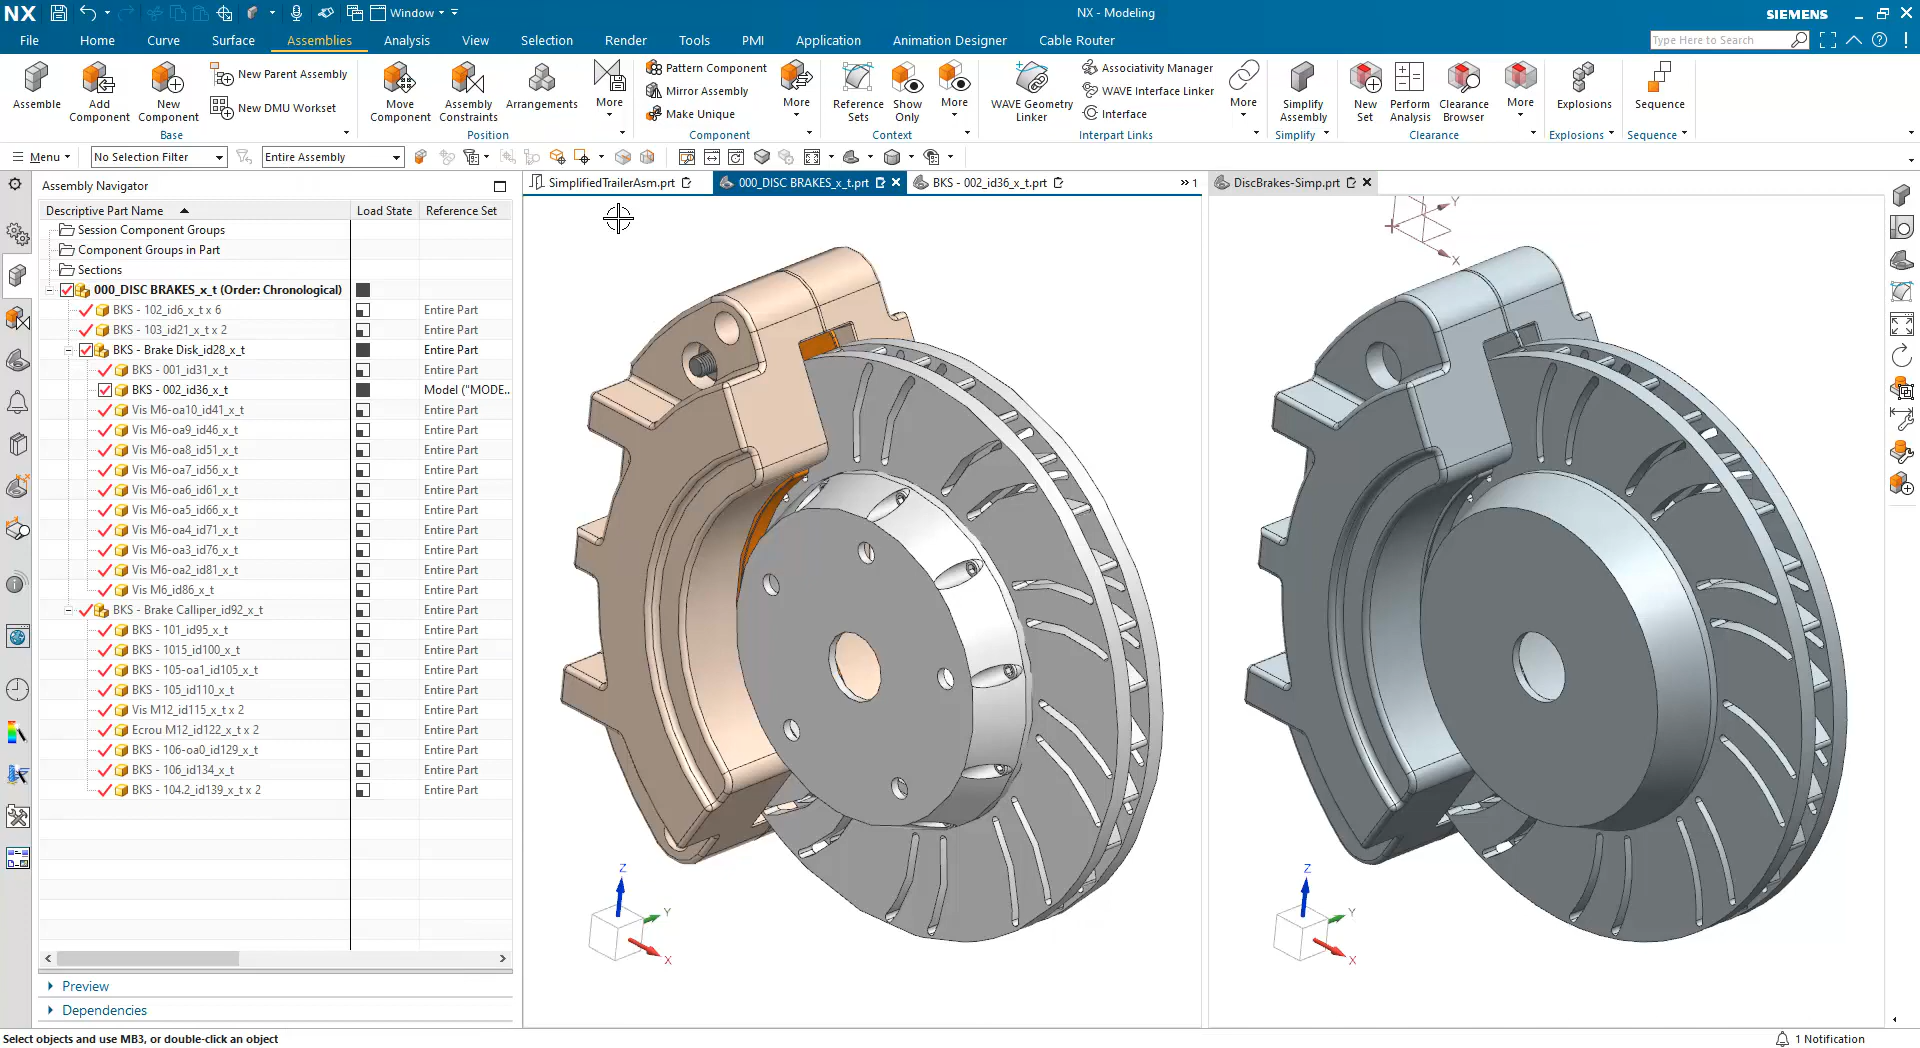 NX
Window
NX - Modeling
SIEMENS
File
Home
Curve
Surface
Assemblies
Analysis
View
Selection
Render
Tools
PMI
Application
Animation Designer
Cable Router
Type Here to Search
Assemble
Add Component
New Component
New Parent Assembly
New DMU Workset
Base
Move Component
Assembly Constraints
Arrangements
More
Position
Pattern Component
Mirror Assembly
Make Unique
More
Component
Reference Sets
Show Only
More
Context
WAVE Geometry Linker
Associativity Manager
WAVE Interface Linker
Interface
More
Interpart Links
Simplify Assembly
Simplify
New Set
Perform Analysis
Clearance Browser
More
Clearance
Explosions
Explosions
Sequence
Sequence
Menu
No Selection Filter
Entire Assembly
Assembly Navigator
SimplifiedTrailerAsm.prt
000_DISC BRAKES_x_t.prt
BKS - 002_id36_x_t.prt
1
DiscBrakes-Simp.prt
Descriptive Part Name Load State Reference Set
Session Component Groups
Component Groups in Part
Sections
000_DISC BRAKES_x_t (Order: Chronological)
BKS - 102_id6_x_t x 6 Entire Part
BKS - 103_id21_x_t x 2 Entire Part
BKS - Brake Disk_id28_x_t Entire Part
BKS - 001_id31_x_t Entire Part
BKS - 002_id36_x_t Model ("MODE..
Vis M6-oa10_id41_x_t Entire Part
Vis M6-oa9_id46_x_t Entire Part
Vis M6-oa8_id51_x_t Entire Part
Vis M6-oa7_id56_x_t Entire Part
Vis M6-oa6_id61_x_t Entire Part
Vis M6-oa5_id66_x_t Entire Part
Vis M6-oa4_id71_x_t Entire Part
Vis M6-oa3_id76_x_t Entire Part
Vis M6-oa2_id81_x_t Entire Part
Vis M6_id86_x_t Entire Part
BKS - Brake Calliper_id92_x_t Entire Part
BKS - 101_id95_x_t Entire Part
BKS - 1015_id100_x_t Entire Part
BKS - 105-oa1_id105_x_t Entire Part
BKS - 105_id110_x_t Entire Part
Vis M12_id115_x_t x 2 Entire Part
Ecrou M12_id122_x_t x 2 Entire Part
BKS - 106-oa0_id129_x_t Entire Part
BKS - 106_id134_x_t Entire Part
BKS - 104.2_id139_x_t x 2 Entire Part
Preview
Dependencies
Z
Y
X
Y
X
Z
Y
X
Select objects and use MB3, or double-click an object
1 Notification